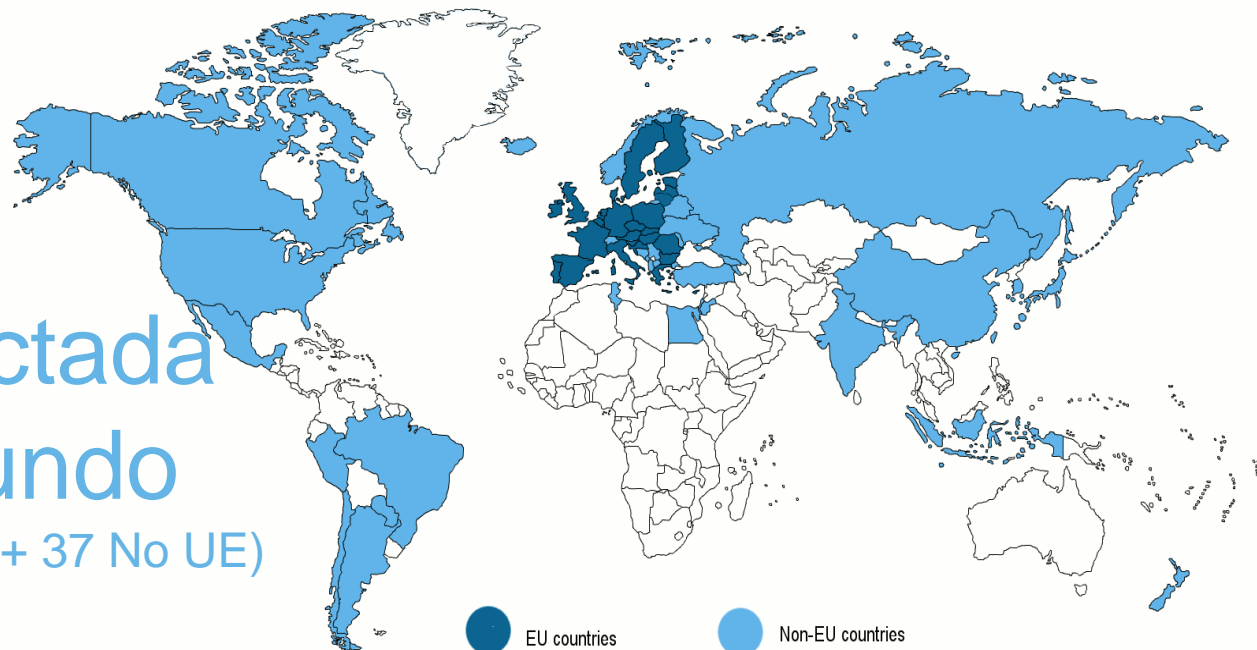 ctada
undo
+ 37 No UE)
EU countries
Non-EU countries